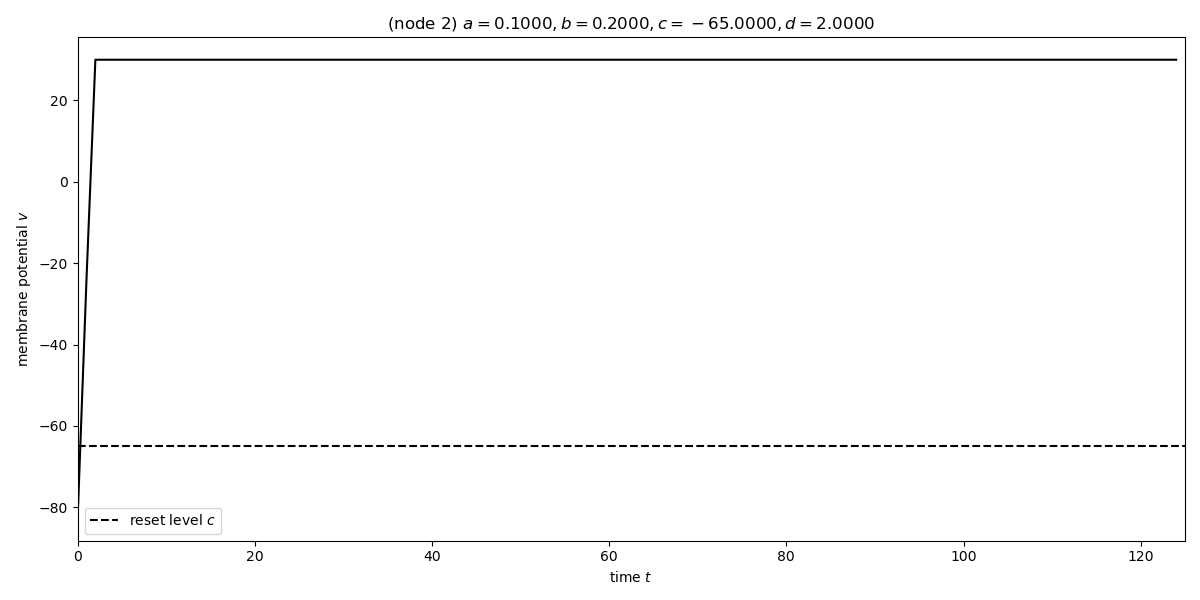 (node 2) a = 0.1000, b = 0.2000, c = −65.0000, d = 2.0000
membrane potential v
20
0
−20
−40
−60
−80
reset level c
0 20 40 60 80 100 120
time t